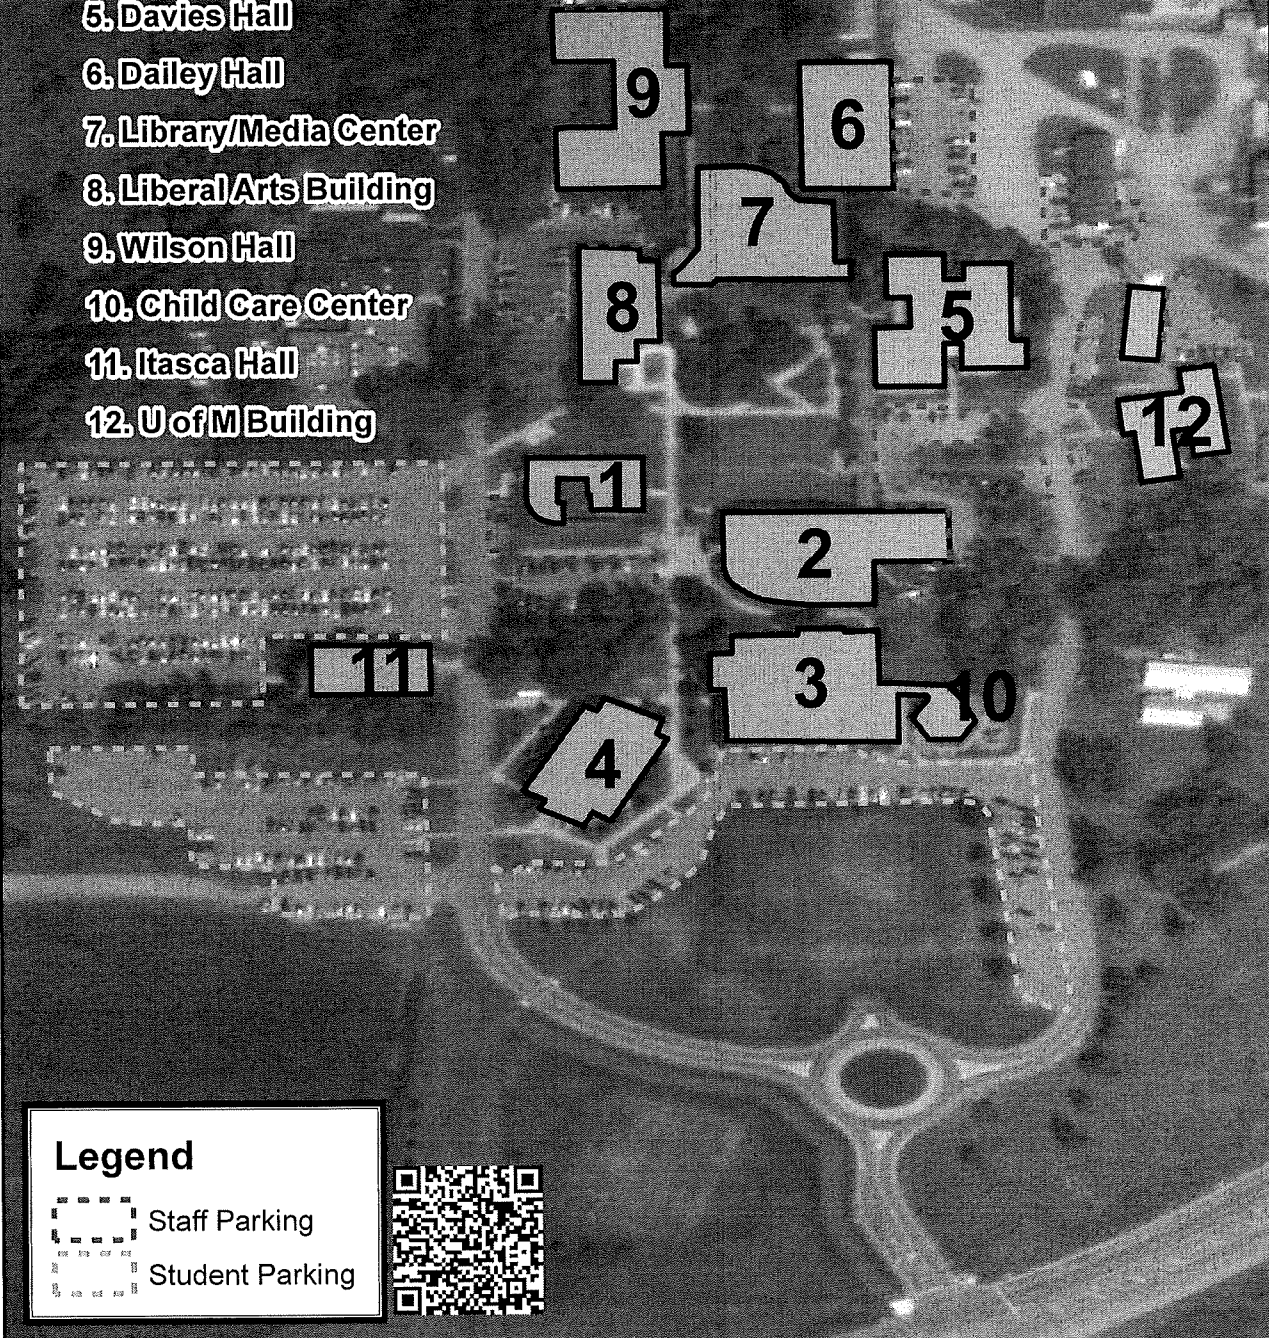 5. Davies Hall
6. Dailey Hall
7. Library/Media Center
8. Liberal Arts Building
9. Wilson Hall
10. Child Care Center
11. Itasca Hall
12. U of M Building
9
6
7
8
5
12
1
2
11
3
10
4
Legend
Staff Parking
Student Parking